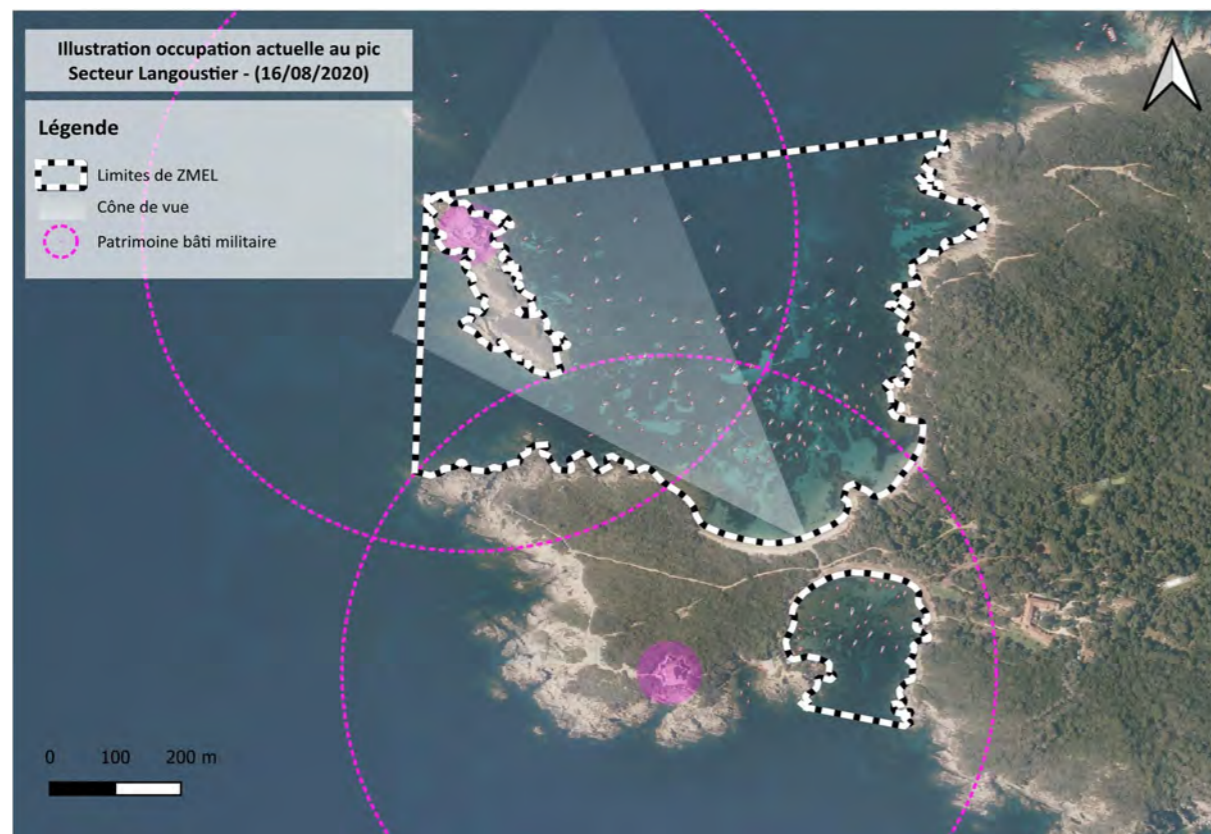 Illustration occupation actuelle au pic
Secteur Langoustier - (16/08/2020)
Légende
Limites de ZMEL
Cône de vue
Patrimoine bâti militaire
0 100 200 m